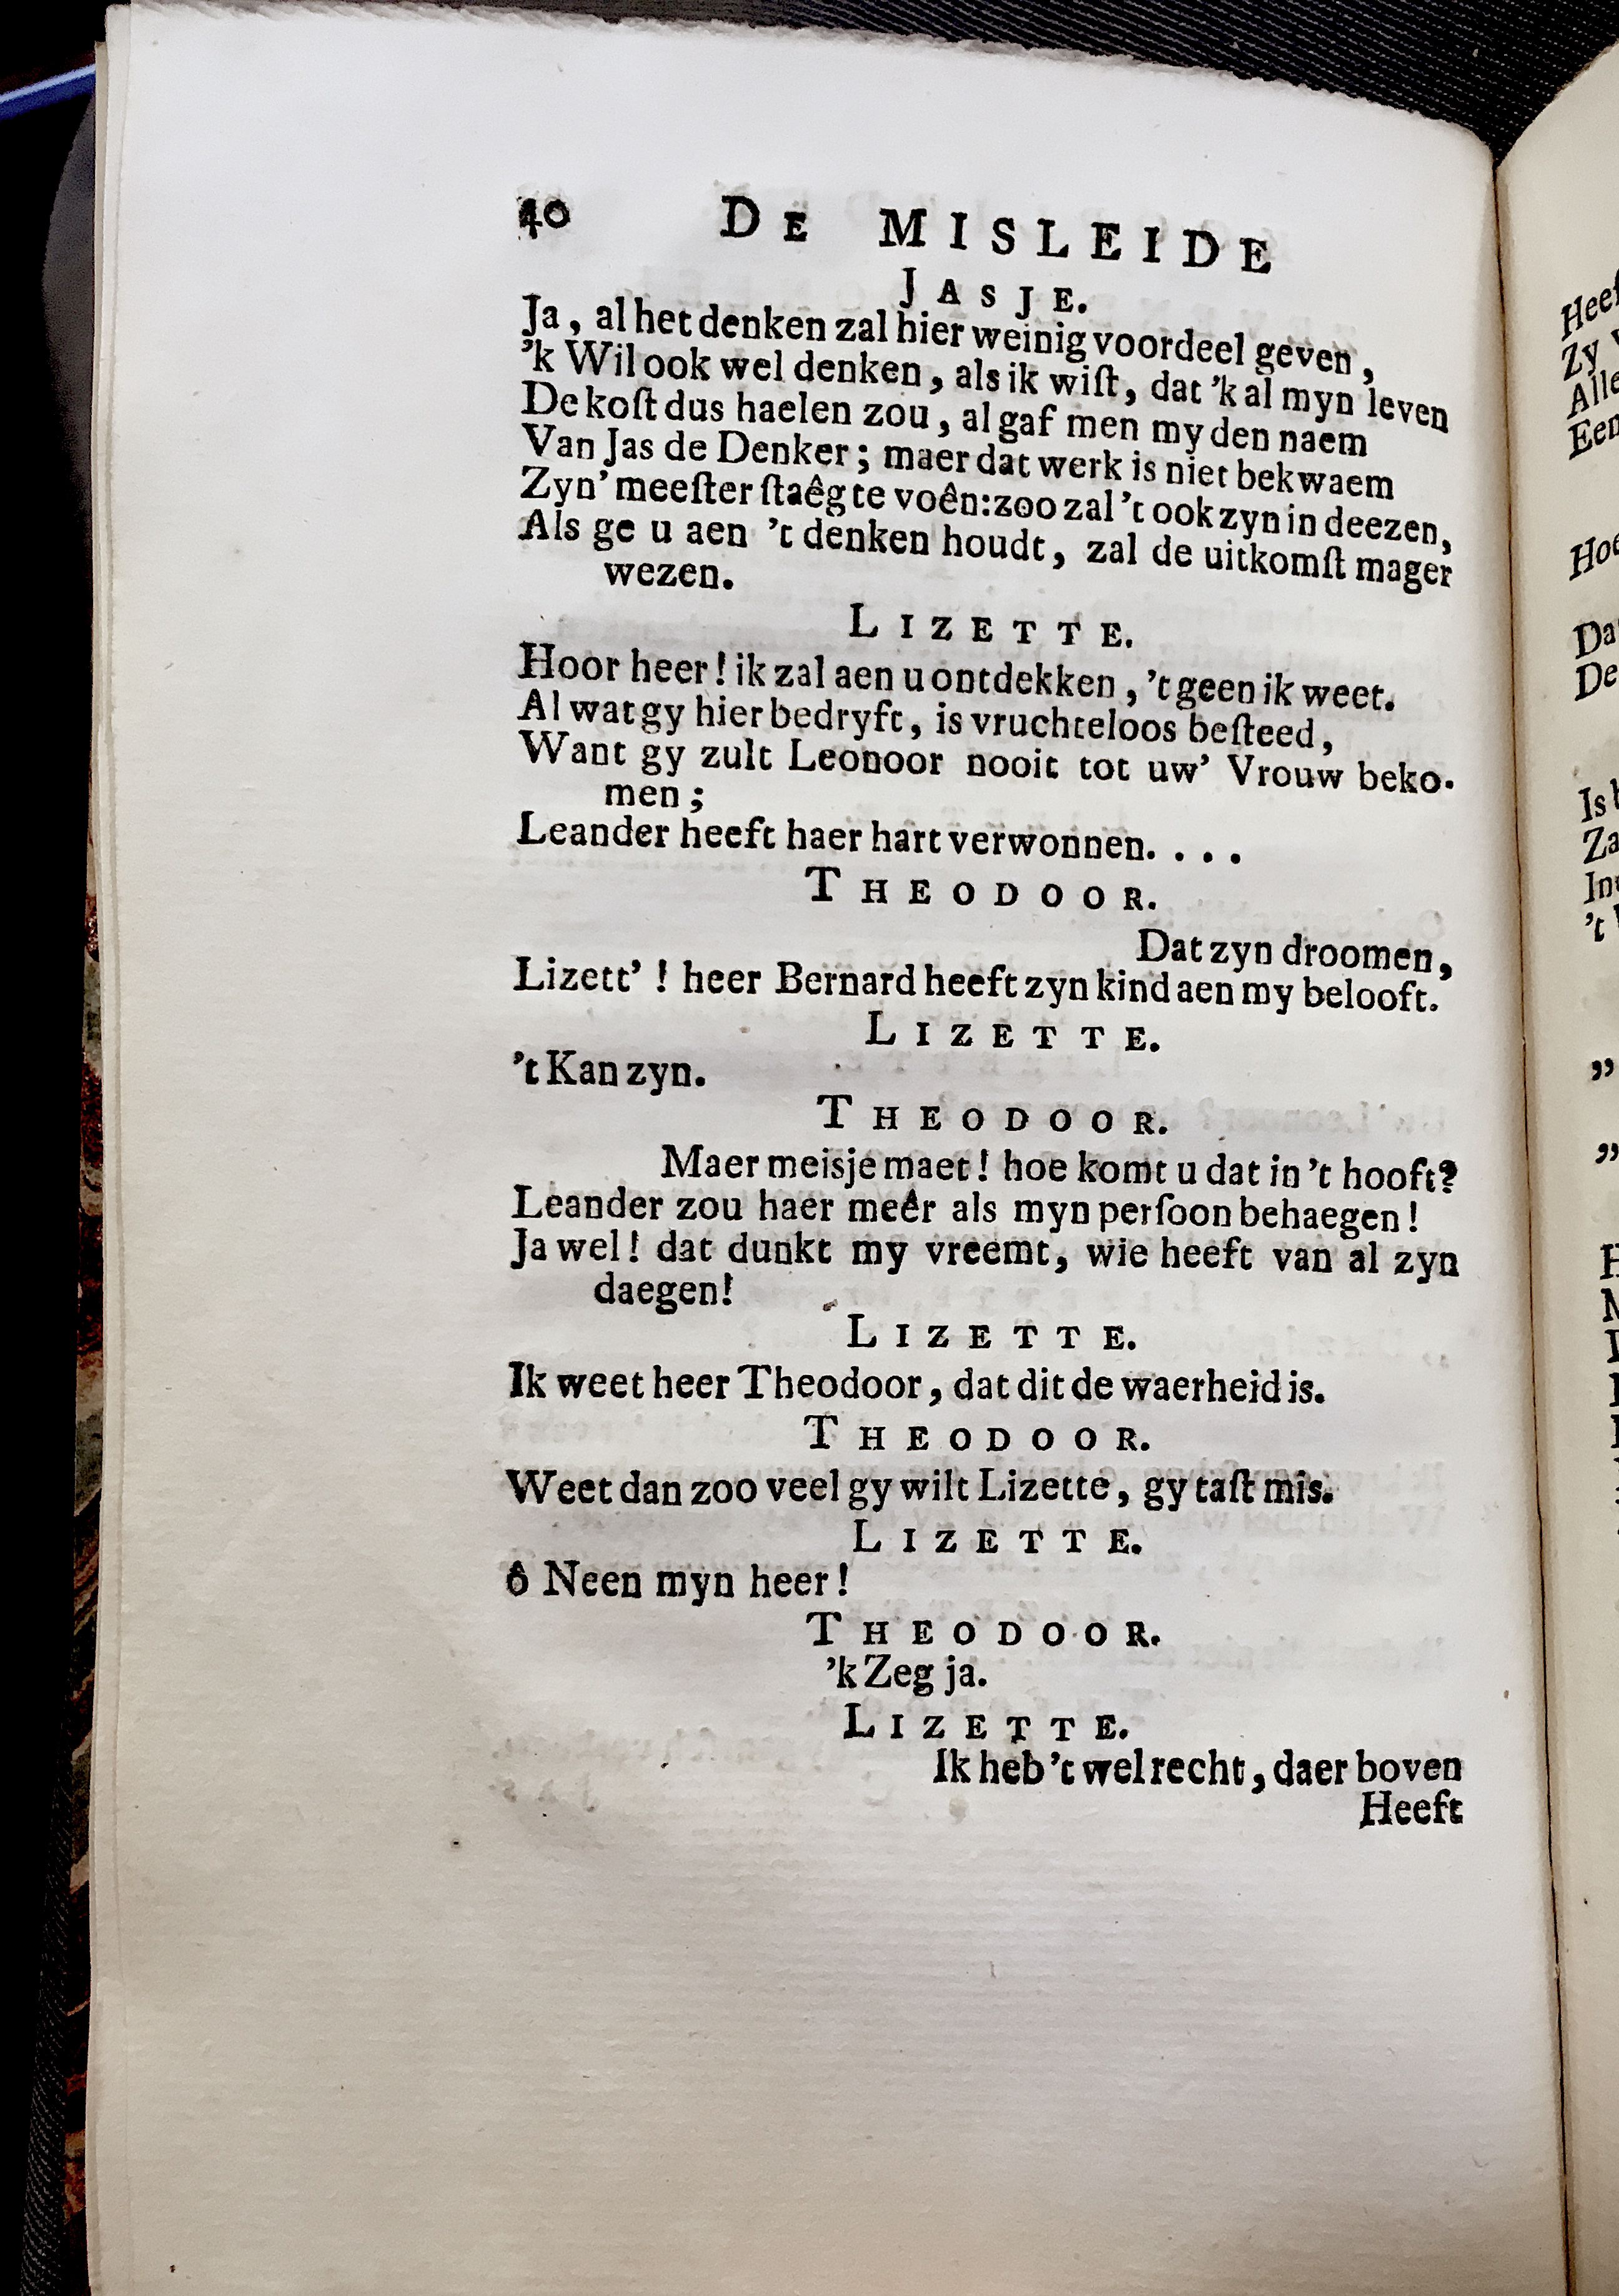 40 DE MISLEIDE
JASJE.
Ja, al het denken zal hier weinig voordeel geven,
’k Wil ook wel denken, als ik wiſt, dat ’k al myn leven
De koſt dus haelen zou, al gaf men my den naem
Van Jas de Denker; maer dat werk is niet bekwaem
Zyn’ meeſter ſtaêg te voên: zoo zal ’t ook zyn in deezen,
Als ge u aen ’t denken houdt, zal de uitkomſt mager
wezen.
LIZETTE.
Hoor heer! ik zal aen u ontdekken, ’t geen ik weet.
Al wat gy hier bedryft, is vruchteloos beſteed,
Want gy zult Leonoor nooit tot uw’ Vrouw beko-
men;
Leander heeft haer hart verwonnen. . . .
THEODOOR.
Dat zyn droomen,
Lizett’! heer Bernard heeft zyn kind aen my belooft.
LIZETTE.
’t Kan zyn.
THEODOOR.
Maer meisje maet! hoe komt u dat in ’t hooft?
Leander zou haer meêr als myn perſoon behaegen!
Ja wel! dat dunkt my vreemt, wie heeft van al zyn
daegen!
LIZETTE.
Ik weet heer Theodoor, dat dit de waerheid is.
THEODOOR.
Weet dan zoo veel gy wilt Lizette, gy taſt mis.
LIZETTE.
ô Neen myn heer!
THEODOOR.
’k Zeg ja.
LIZETTE.
Ik heb ’t wel recht, daer boven
Heeft
Zy
Een
De
Is
’t
„
„